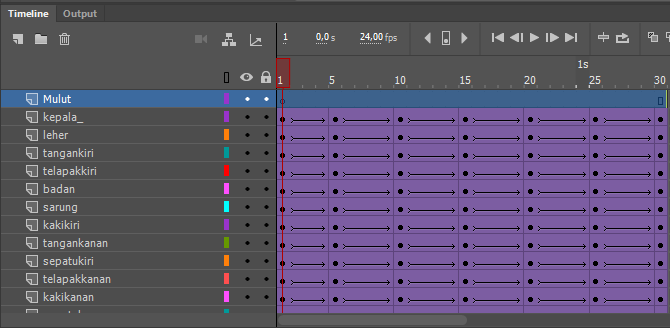 Timeline Output
1 0,0 s 24,00 fps
1s
1 5 10 15 20 25 30
Mulut
kepala_
leher
tangankiri
telapakkiri
badan
sarung
kakikiri
tangankanan
sepatukiri
telapakkanan
kakikanan